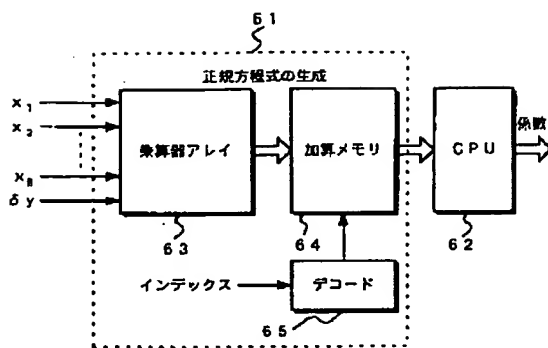 61
正規方程式の生成
x₁
x₂
x₈
δy
乗算器アレイ
63
加算メモリ
64
CPU
62
係数
インデックス
デコード
65